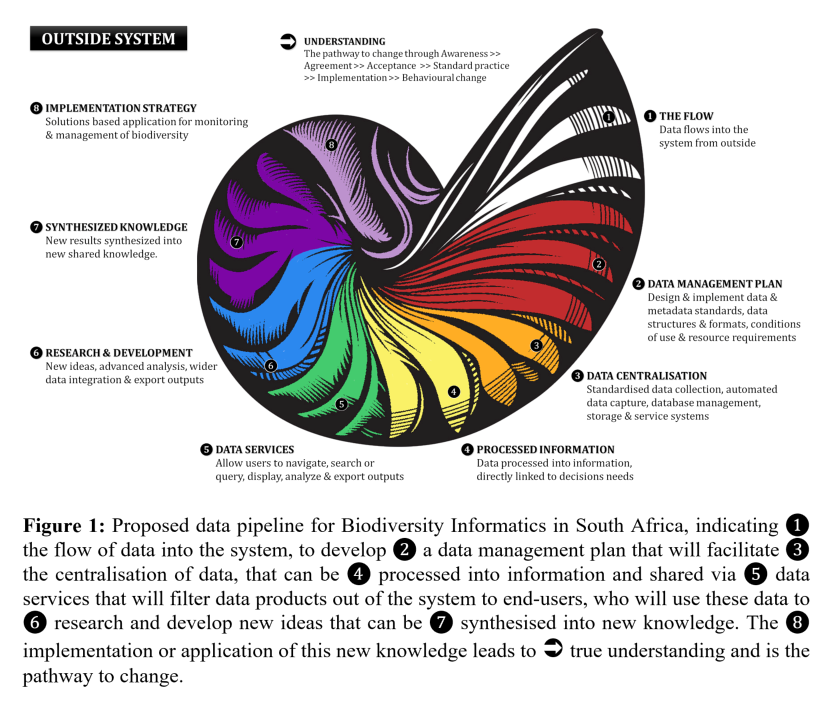 OUTSIDE SYSTEM
➲ UNDERSTANDING
The pathway to change through Awareness >>
Agreement >> Acceptance >> Standard practice
>> Implementation >> Behavioural change
❽ IMPLEMENTATION STRATEGY
Solutions based application for monitoring
& management of biodiversity
❶ THE FLOW
Data flows into the
system from outside
❼ SYNTHESIZED KNOWLEDGE
New results synthesized into
new shared knowledge.
❷ DATA MANAGEMENT PLAN
Design & implement data &
metadata standards, data
structures & formats, conditions
of use & resource requirements
❻ RESEARCH & DEVELOPMENT
New ideas, advanced analysis, wider
data integration & export outputs
❸ DATA CENTRALISATION
Standardised data collection, automated
data capture, database management,
storage & service systems
❺ DATA SERVICES
Allow users to navigate, search or
query, display, analyze & export outputs
❹ PROCESSED INFORMATION
Data processed into information,
directly linked to decisions needs
❶
❷
❸
❹
❺
❻
❼
❽
Figure 1: Proposed data pipeline for Biodiversity Informatics in South Africa, indicating ❶
the flow of data into the system, to develop ❷ a data management plan that will facilitate ❸
the centralisation of data, that can be ❹ processed into information and shared via ❺ data
services that will filter data products out of the system to end-users, who will use these data to
❻ research and develop new ideas that can be ❼ synthesised into new knowledge. The ❽
implementation or application of this new knowledge leads to ➲ true understanding and is the
pathway to change.